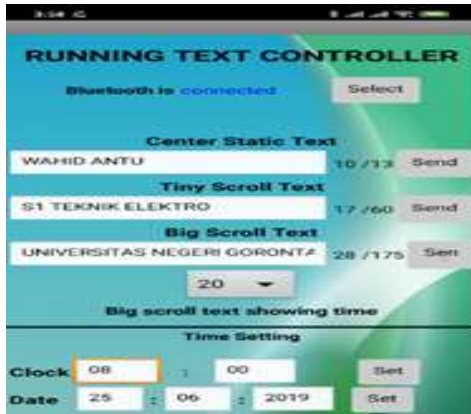 3:54 G
RUNNING TEXT CONTROLLER
Bluetooth is connected Select
Center Static Text
WAHID ANTU 10 /13 Send
Tiny Scroll Text
S1 TEKNIK ELEKTRO 17 /60 Send
Big Scroll Text
UNIVERSITAS NEGERI GORONTA 28 /175 Sen
20
Big scroll text showing time
Time Setting
Clock 08 : 00 Set
Date 25 : 06 : 2019 Set